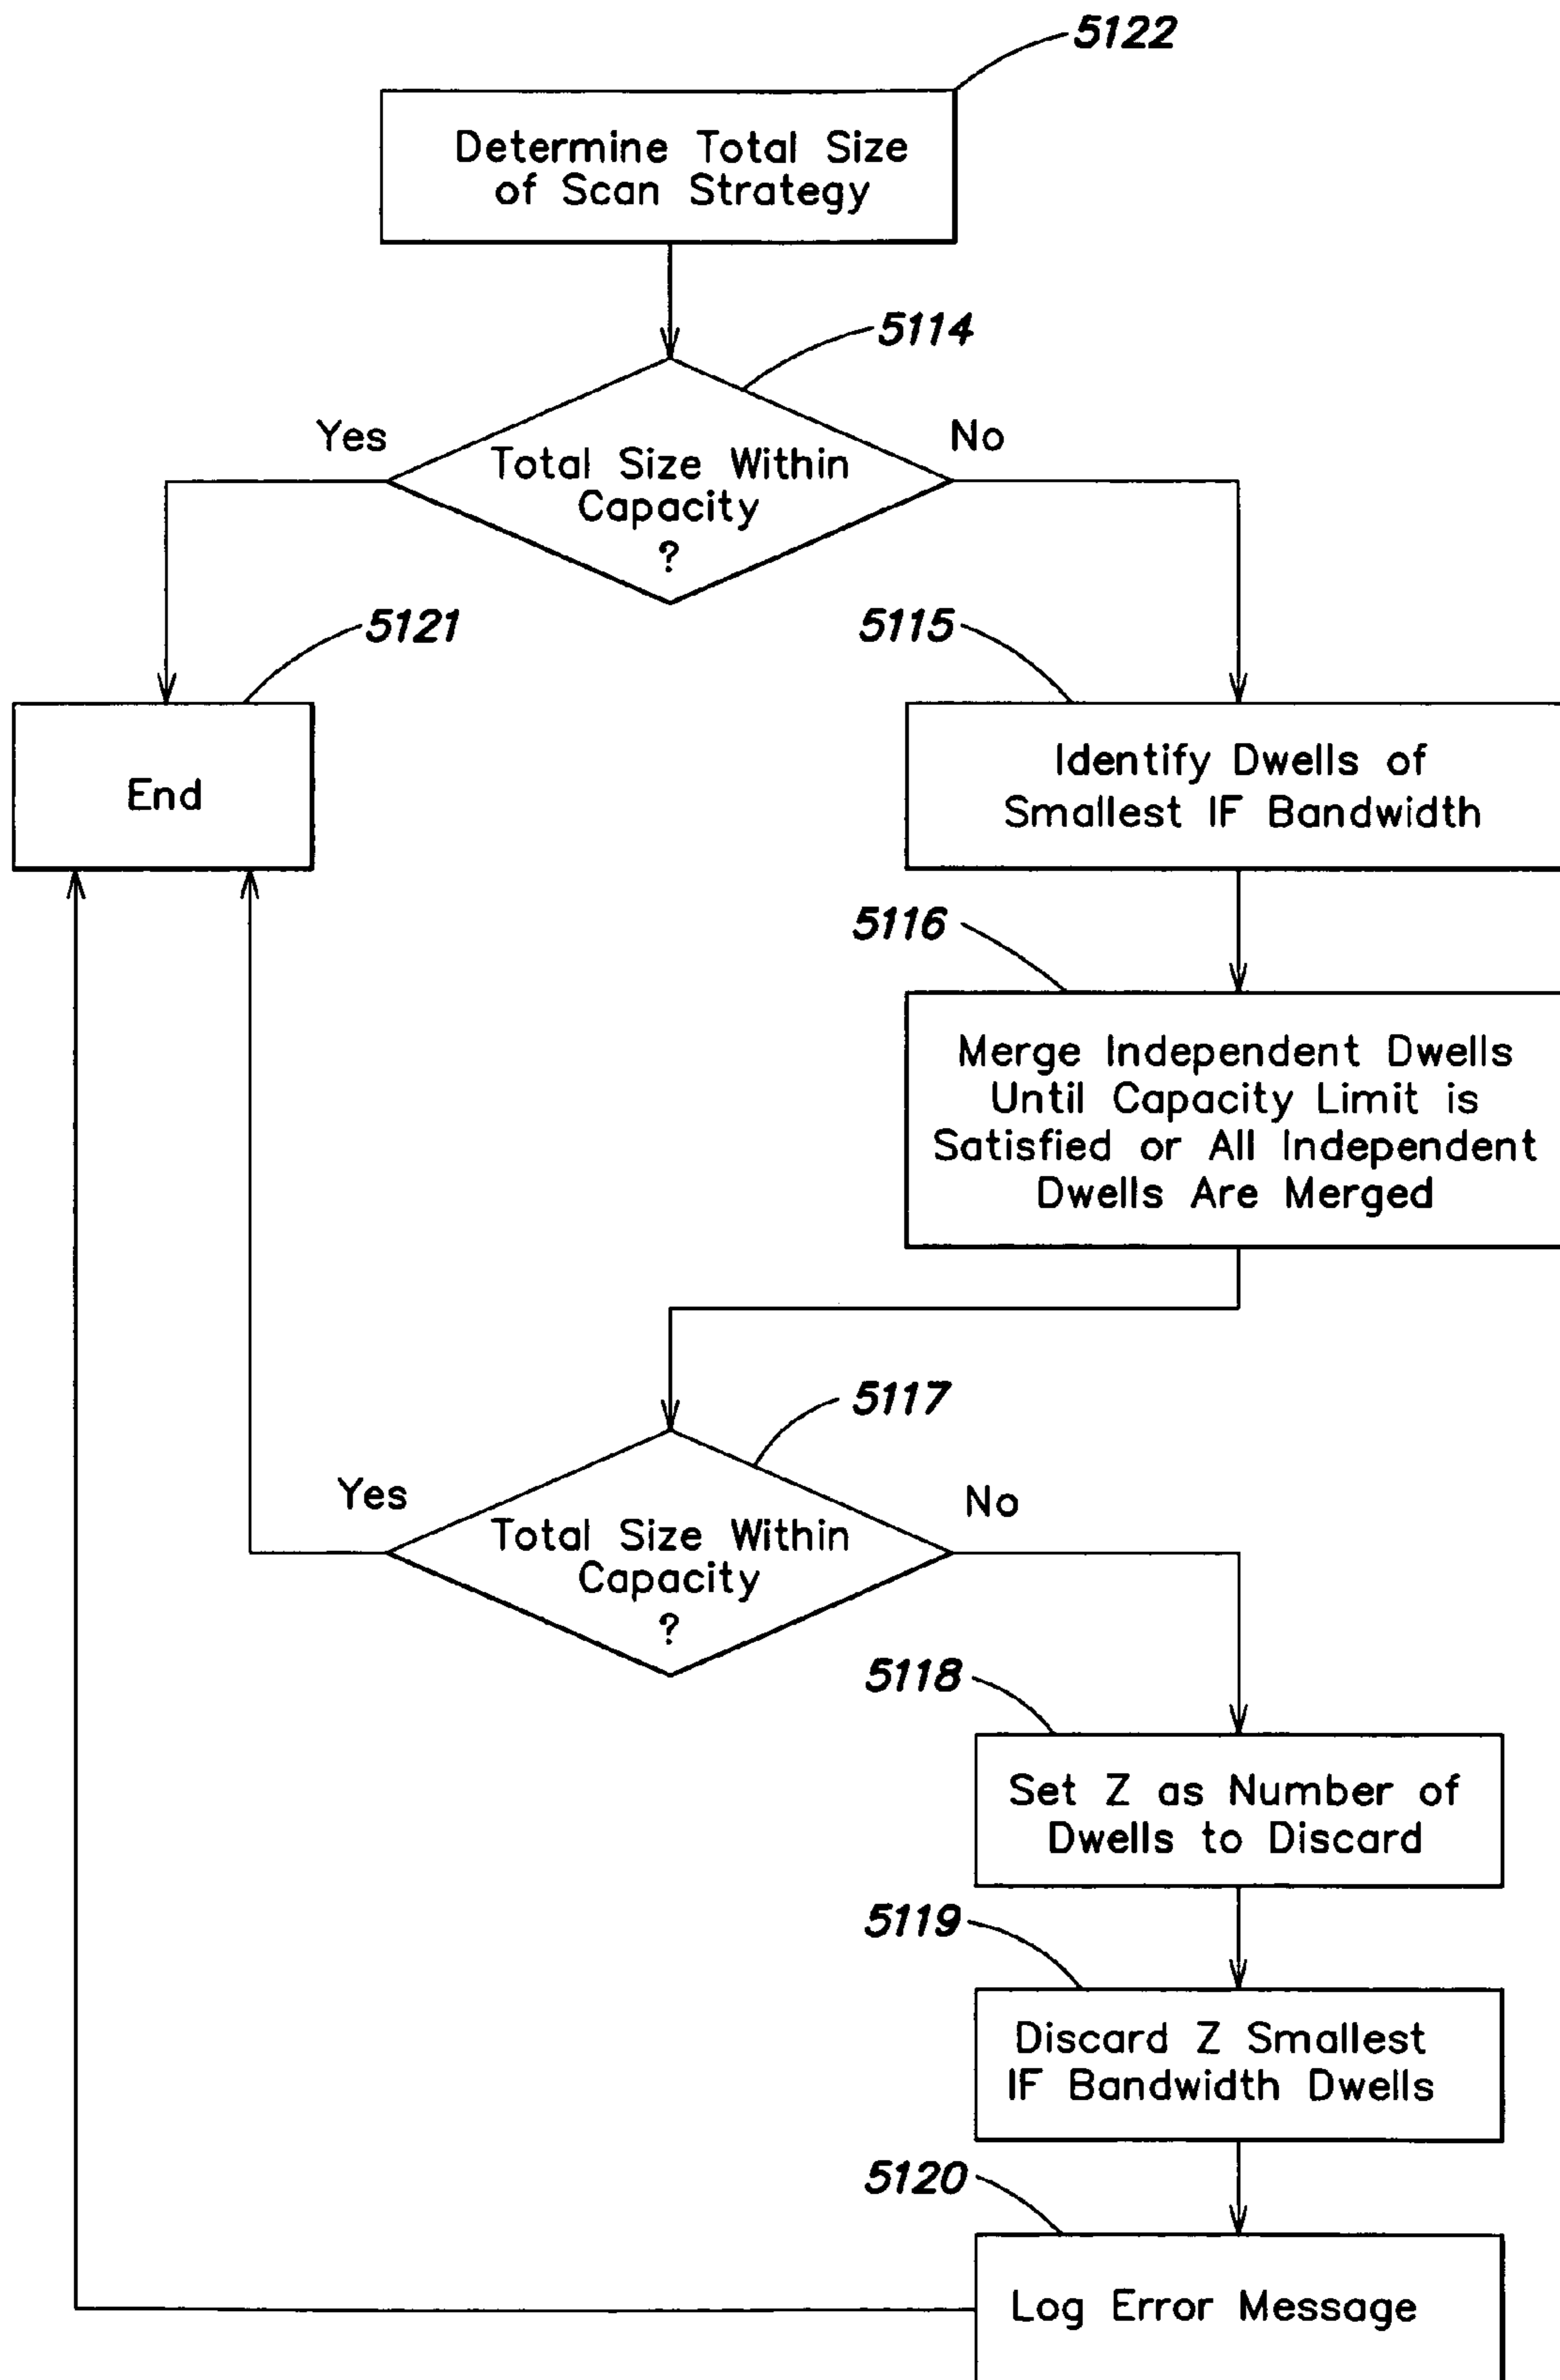 5122
Determine Total Size
of Scan Strategy
5114
Yes
No
Total Size Within
Capacity
?
5121
5115
End
Identify Dwells of
Smallest IF Bandwidth
5116
Merge Independent Dwells
Until Capacity Limit is
Satisfied or All Independent
Dwells Are Merged
5117
Yes
No
Total Size Within
Capacity
?
5118
Set Z as Number of
Dwells to Discard
5119
Discard Z Smallest
IF Bandwidth Dwells
5120
Log Error Message